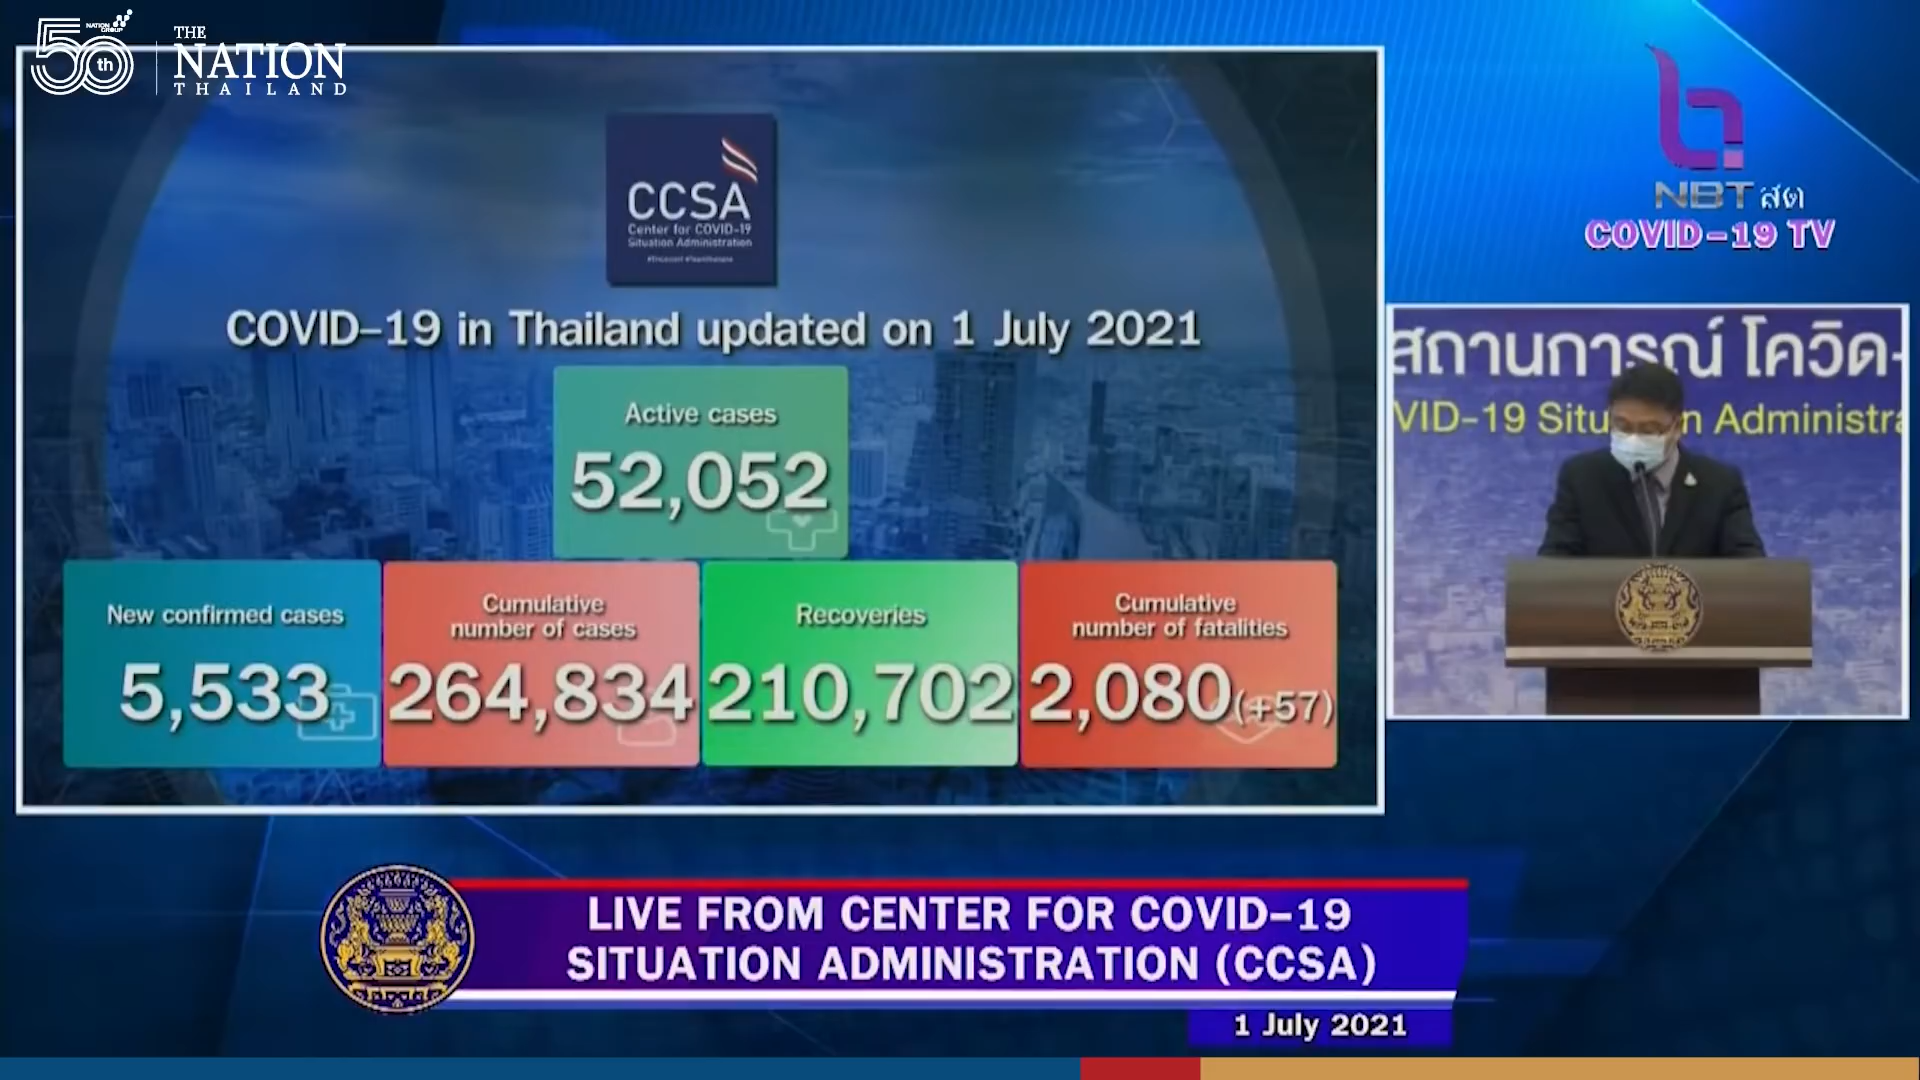 50th
NATION GROUP
THE
NATION
THAILAND
CCSA
Center for COVID-19
Situation Administration
COVID-19 in Thailand updated on 1 July 2021
Active cases
52,052
New confirmed cases
5,533
Cumulative
number of cases
264,834
Recoveries
210,702
Cumulative
number of fatalities
2,080(+57)
NBT สด
COVID-19 TV
สถานการณ์ โควิด-
VID-19 Situ n Administra
LIVE FROM CENTER FOR COVID-19
SITUATION ADMINISTRATION (CCSA)
1 July 2021